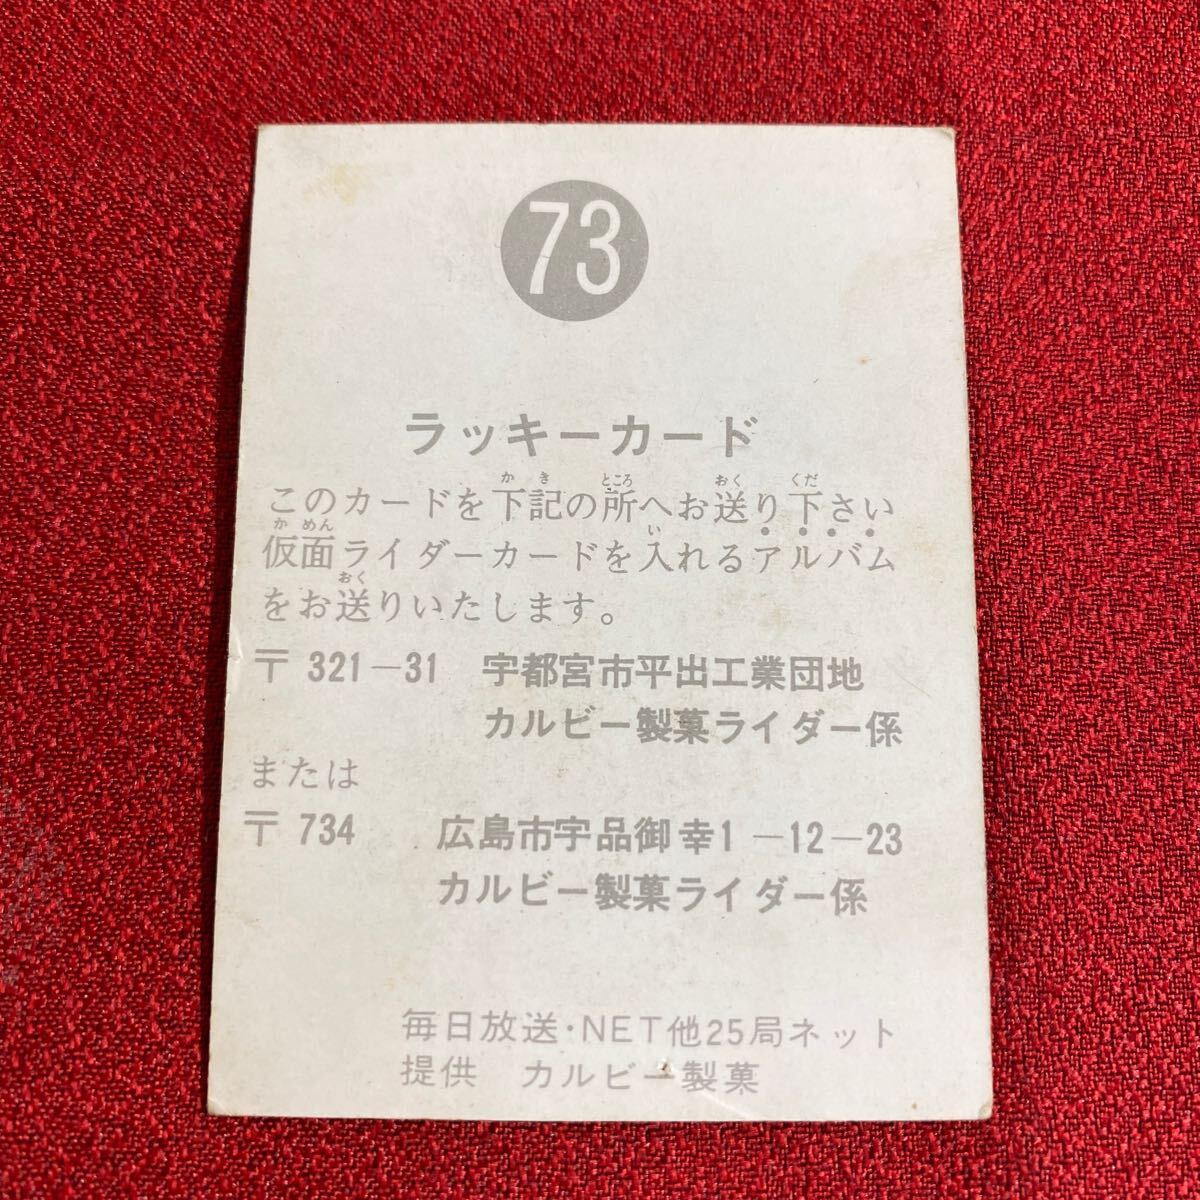 73
ラッキーカード
このカードを下記の所へお送り下さい
仮面ライダーカードを入れるアルバム
をお送りいたします。
〒321－31 宇都宮市平出工業団地
カルビー製菓ライダー係
または
〒734 広島市宇品御幸1－12－23
カルビー製菓ライダー係
毎日放送・NET他25局ネット
提供 カルビー製菓